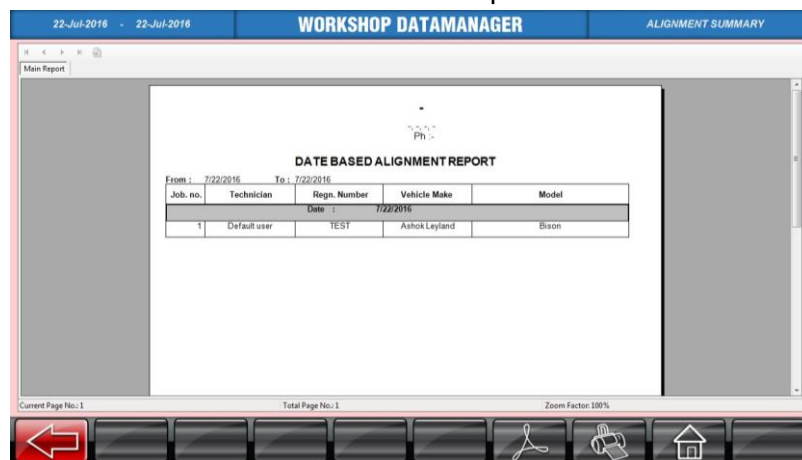 22-Jul-2016 - 22-Jul-2016 WORKSHOP DATAMANAGER ALIGNMENT SUMMARY
Main Report
-
-, -, -, -
Ph :-
DATE BASED ALIGNMENT REPORT
From : 7/22/2016 To : 7/22/2016
Job. no. Technician Regn. Number Vehicle Make Model
Date : 7/22/2016
1 Default user TEST Ashok Leyland Bison
Current Page No.: 1 Total Page No.: 1 Zoom Factor: 100%